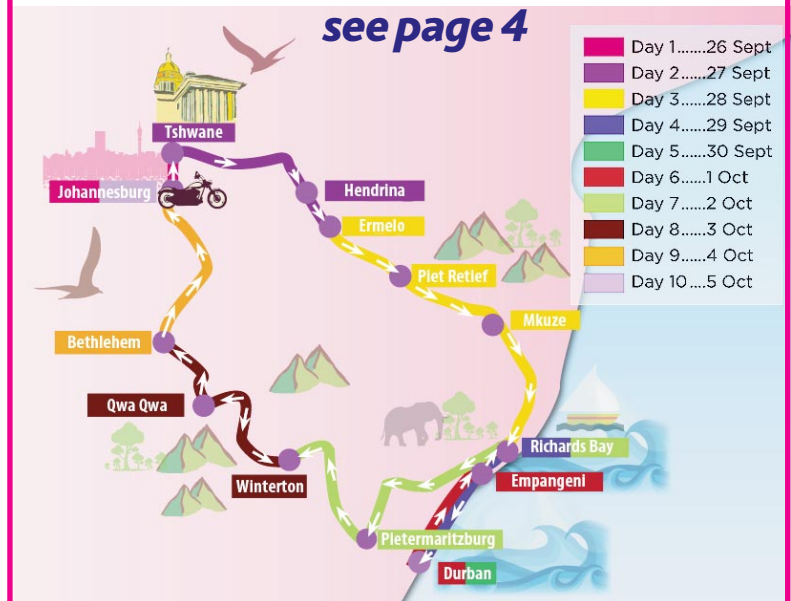 see page 4
Day 1......26 Sept
Day 2......27 Sept
Day 3......28 Sept
Day 4......29 Sept
Day 5......30 Sept
Day 6......1 Oct
Day 7......2 Oct
Day 8......3 Oct
Day 9......4 Oct
Day 10.....5 Oct
Tshwane
Johannesburg
Hendrina
Ermelo
Piet Retief
Mkuze
Bethlehem
Qwa Qwa
Winterton
Richards Bay
Empangeni
Pietermaritzburg
Durban